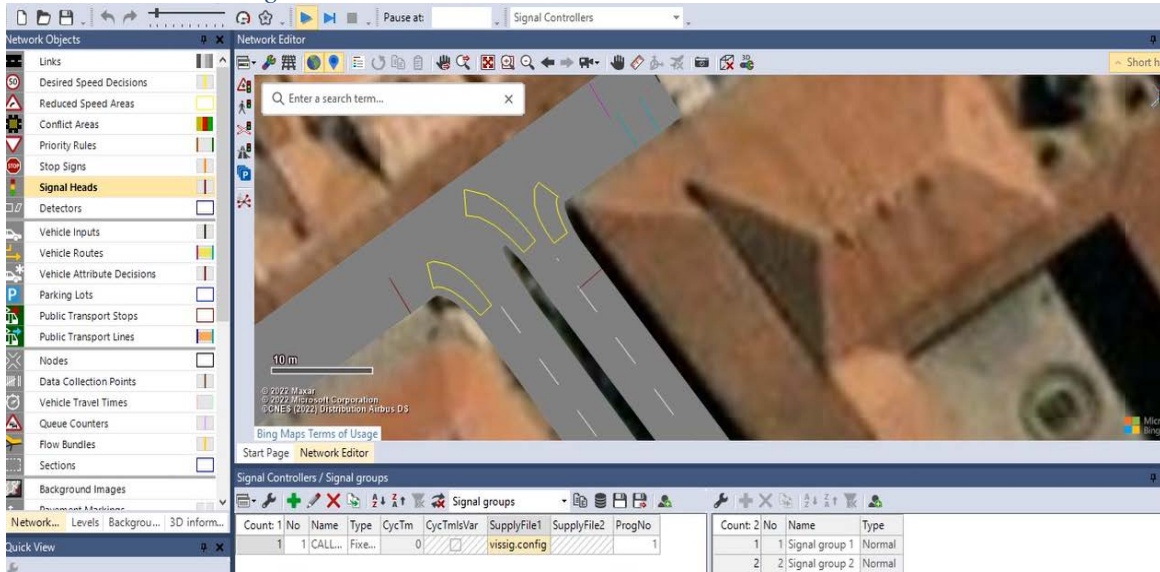 Pause at:
Signal Controllers
Network Objects
Network Editor
Links
Desired Speed Decisions
Reduced Speed Areas
Conflict Areas
Priority Rules
Stop Signs
Signal Heads
Detectors
Vehicle Inputs
Vehicle Routes
Vehicle Attribute Decisions
Parking Lots
Public Transport Stops
Public Transport Lines
Nodes
Data Collection Points
Vehicle Travel Times
Queue Counters
Flow Bundles
Sections
Background Images
Pavement Markings
Network... Levels Backgrou... 3D inform...
Quick View
Short h
Enter a search term...
10 m
© 2022 Maxar
© 2022 Microsoft Corporation
©CNES (2022) Distribution Airbus DS
Bing Maps Terms of Usage
Micr
Bing
Start Page Network Editor
Signal Controllers / Signal groups
Signal groups
Count: 1 No Name Type CycTm CycTmIsVar SupplyFile1 SupplyFile2 ProgNo
1 1 CALL... Fixe... 0 vissig.config 1
Count: 2 No Name Type
1 1 Signal group 1 Normal
2 2 Signal group 2 Normal